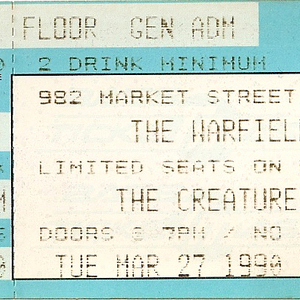 FLOOR GEN ADM
2 DRINK MINIMUM
982 MARKET STREET
THE WARFIEL
LIMITED SEATS ON
THE CREATURE
DOORS @ 7PM / NO
TUE MAR 27 1990